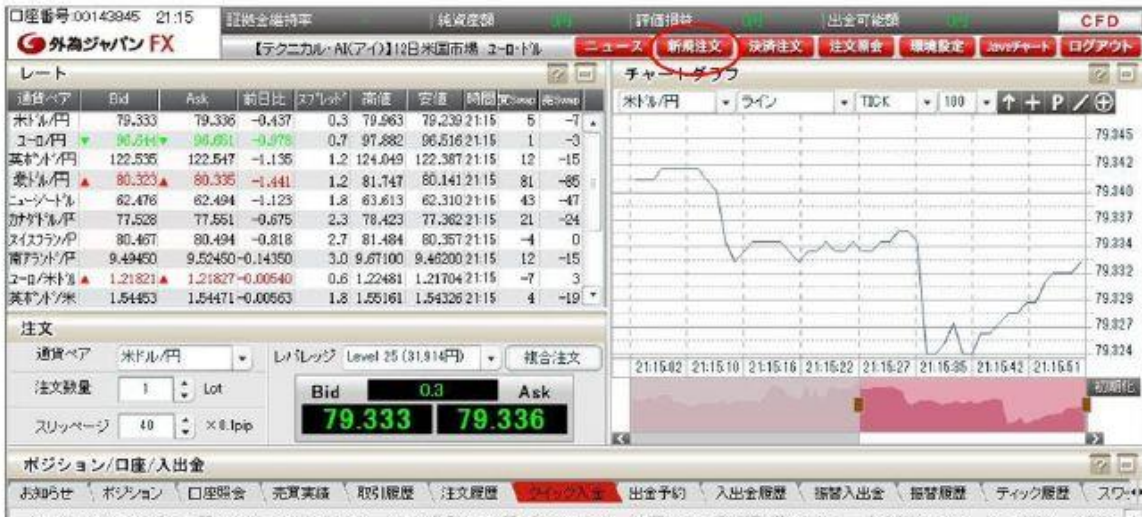 口座番号:00143945 21:15 証拠金維持率 純資産額 評価損益 出金可能額 CFD
外為ジャパン FX 【テクニカル・AI(アイ)】12日米国市場 ユーロ・ドル ニュース 新規注文 決済注文 注文照会 環境設定 Javaチャート ログアウト
レート
通貨ペア Bid Ask 前日比 スプレッド 高値 安値 時間 買Swap 売Swap
米ドル/円 79.333 79.336 -0.437 0.3 79.963 79.239 21:15 5 -7
ユーロ/円 96.644 96.651 -0.978 0.7 97.882 96.516 21:15 1 -3
英ポンド/円 122.535 122.547 -1.135 1.2 124.049 122.387 21:15 12 -15
豪ドル/円 80.323 80.335 -1.441 1.2 81.747 80.141 21:15 81 -85
ニュージードル 62.476 62.494 -1.123 1.8 63.613 62.310 21:15 43 -47
カナダドル/円 77.528 77.551 -0.675 2.3 78.423 77.362 21:15 21 -24
スイスフラン/円 80.467 80.494 -0.818 2.7 81.484 80.357 21:15 -4 0
南アランド/円 9.49450 9.52450 -0.14350 3.0 9.67100 9.46200 21:15 12 -15
ユーロ/米ドル 1.21821 1.21827 -0.00540 0.6 1.22481 1.21704 21:15 -7 3
英ポンド/米 1.54453 1.54471 -0.00563 1.8 1.55161 1.54326 21:15 4 -19
チャートグラフ
米ドル/円 ライン TICK 100 P
79.345
79.342
79.340
79.337
79.334
79.332
79.329
79.327
79.324
21:15:02 21:15:10 21:15:16 21:15:22 21:15:27 21:15:35 21:15:42 21:15:51
初期化
注文
通貨ペア 米ドル/円 レバレッジ Level 25 (31,914円) 複合注文
注文数量 1 Lot
Bid 0.3 Ask
スリッページ 40 ×0.1pip
79.333 79.336
ポジション/口座/入出金
お知らせ ポジション 口座照会 売買実績 取引履歴 注文履歴 クイック入金 出金予約 入出金履歴 振替入出金 振替履歴 ティック履歴 スワ